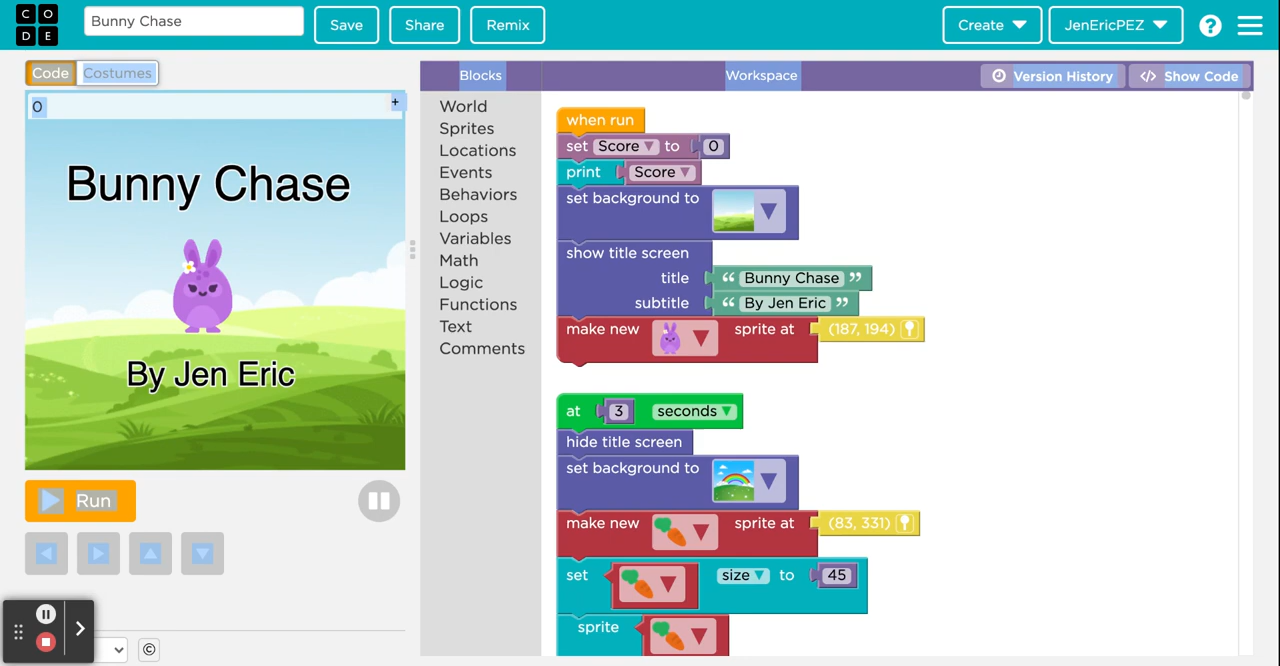 C O
D E
Bunny Chase
Save
Share
Remix
Create
JenEricPEZ
?
Code
Costumes
Blocks
Workspace
Version History
Show Code
0
+
Bunny Chase
By Jen Eric
Run
©
World
Sprites
Locations
Events
Behaviors
Loops
Variables
Math
Logic
Functions
Text
Comments
when run
set Score to 0
print Score
set background to
show title screen
title “ Bunny Chase ”
subtitle “ By Jen Eric ”
make new sprite at (187, 194)
at 3 seconds
hide title screen
set background to
make new sprite at (83, 331)
set size to 45
sprite